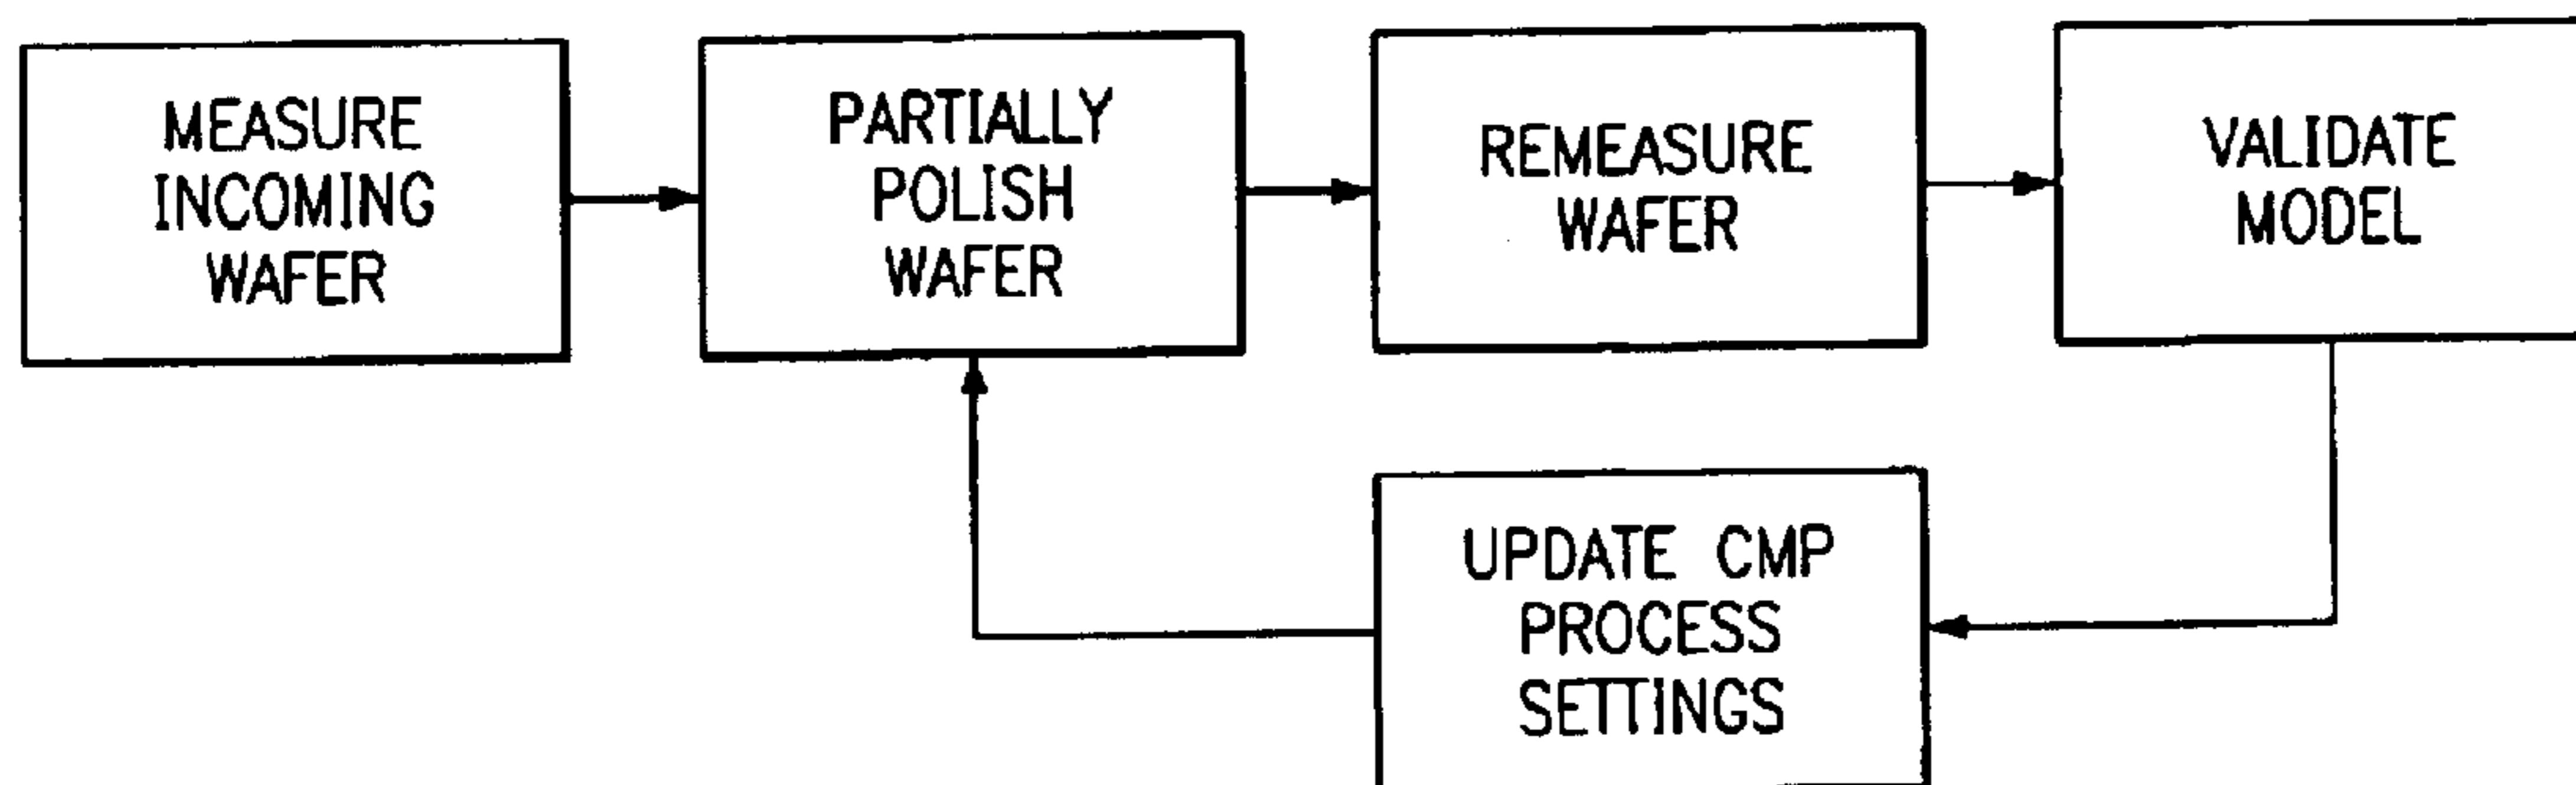 MEASURE
INCOMING
WAFER
PARTIALLY
POLISH
WAFER
REMEASURE
WAFER
VALIDATE
MODEL
UPDATE CMP
PROCESS
SETTINGS